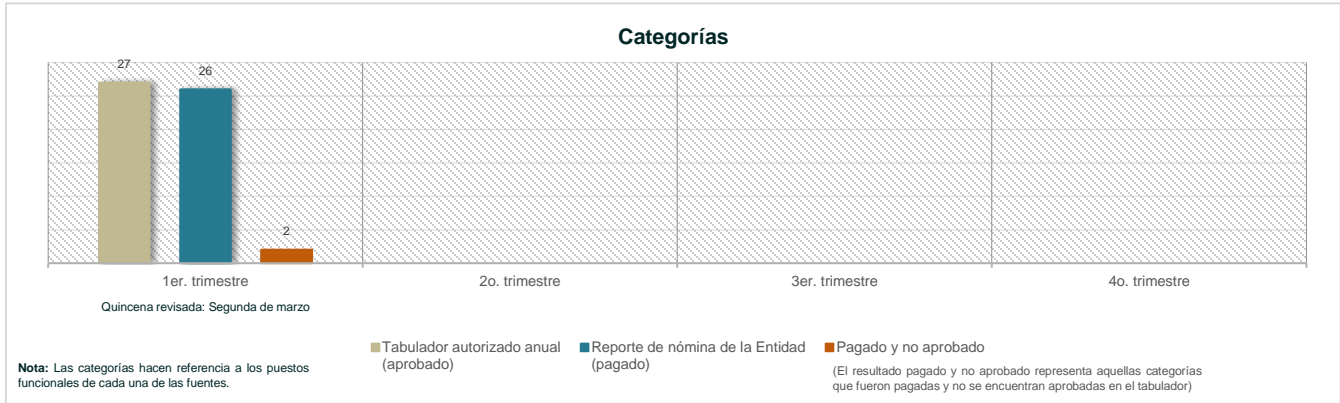 Categorías
27
26
2
1er. trimestre
2o. trimestre
3er. trimestre
4o. trimestre
Quincena revisada: Segunda de marzo
Tabulador autorizado anual
(aprobado)
Reporte de nómina de la Entidad
(pagado)
Pagado y no aprobado
(El resultado pagado y no aprobado representa aquellas categorías
que fueron pagadas y no se encuentran aprobadas en el tabulador)
Nota: Las categorías hacen referencia a los puestos
funcionales de cada una de las fuentes.